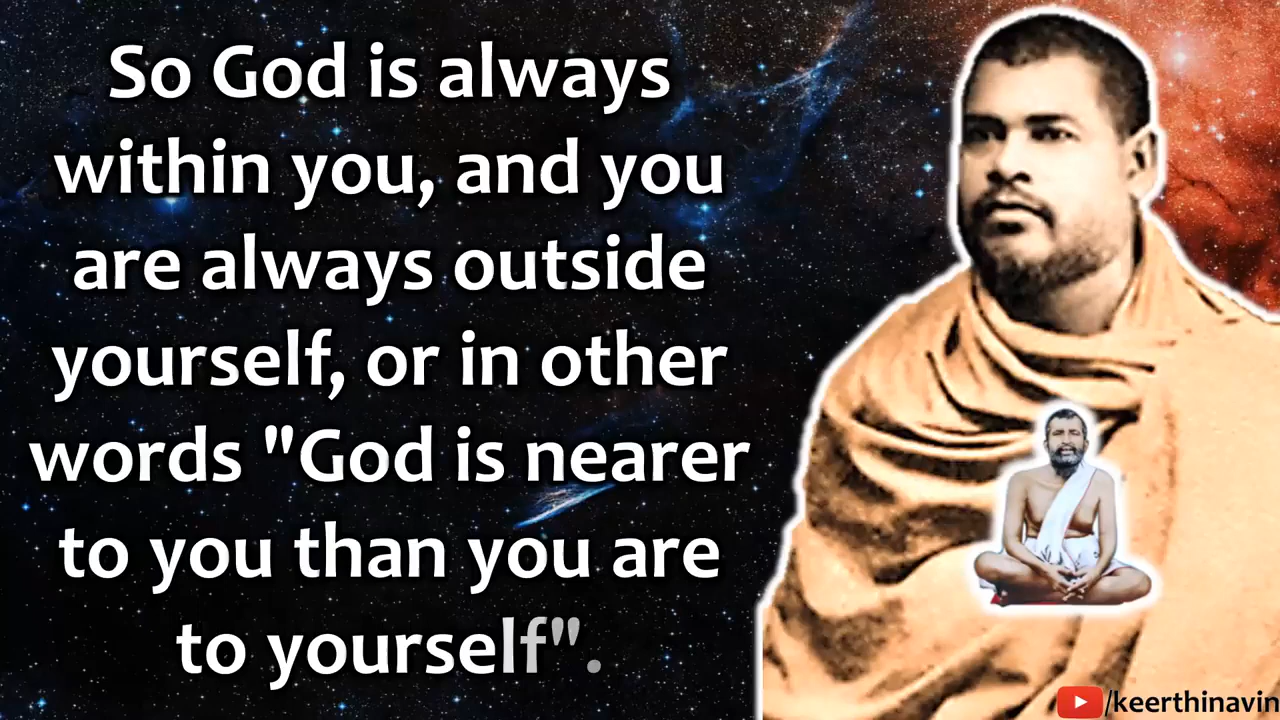 So God is always
within you, and you
are always outside
yourself, or in other
words "God is nearer
to you than you are
to yourself".
/keerthinavin